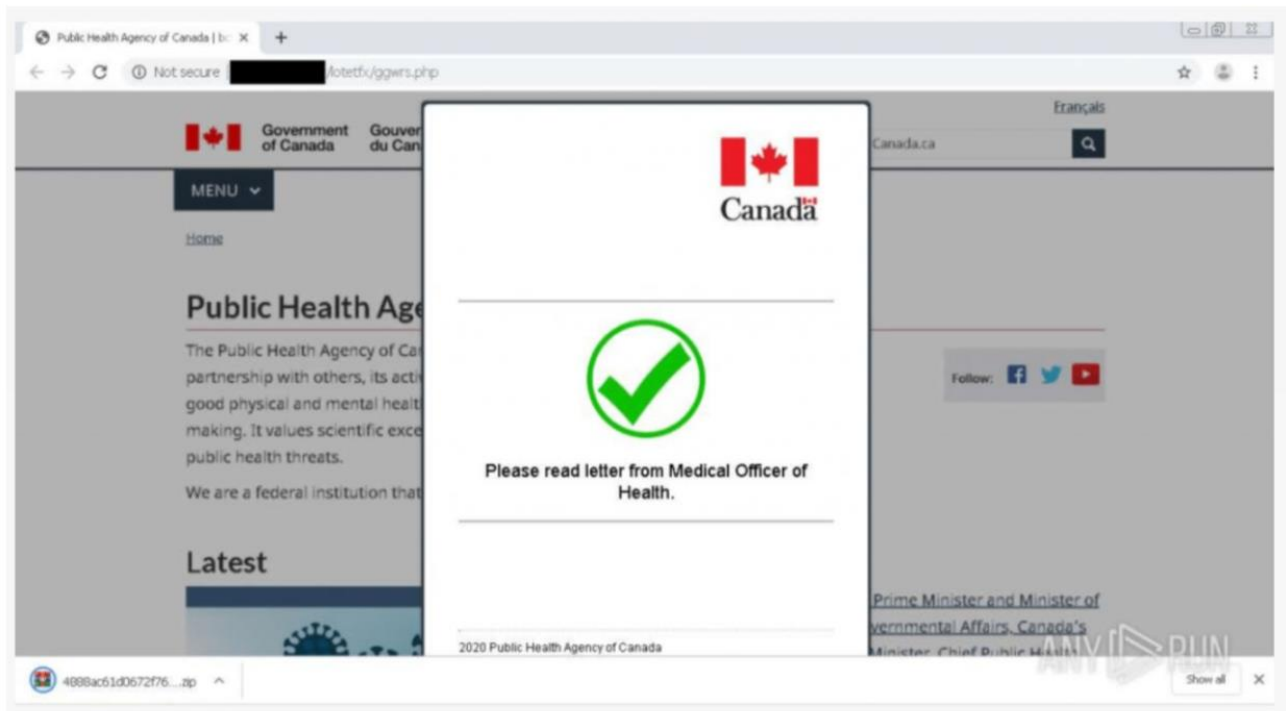 Public Health Agency of Canada | bc
Not secure /lotetfx/ggwrs.php
Français
Government of Canada
Gouver
du Can
Canada.ca
MENU
Home
Public Health Age
The Public Health Agency of Can
partnership with others, its activ
good physical and mental healt
making. It values scientific exce
public health threats.
We are a federal institution that
Latest
Canada
Please read letter from Medical Officer of
Health.
2020 Public Health Agency of Canada
Follow:
Prime Minister and Minister of
vernmental Affairs, Canada's
Minister, Chief Public Health
ANY RUN
4888ac61d0672f76....zip
Show all